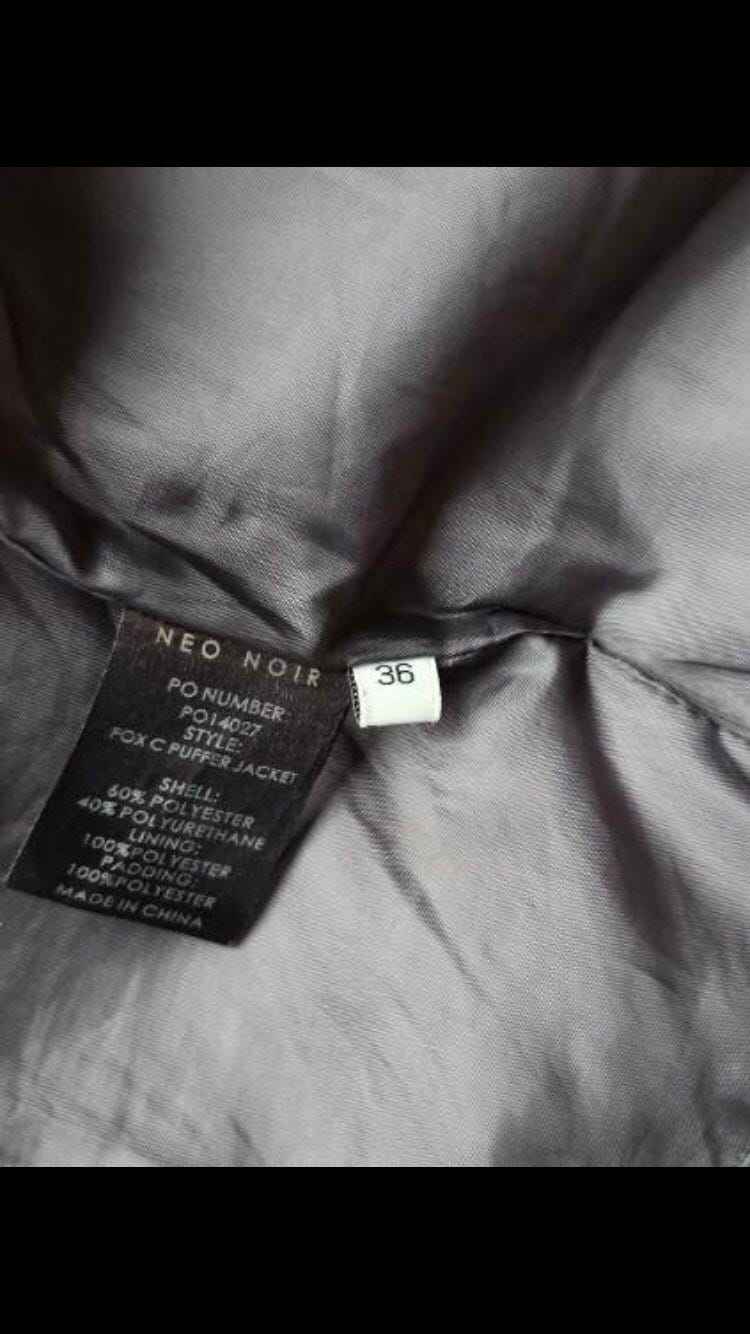 NEO NOIR
36
PO NUMBER:
PO14027
STYLE:
FOX C PUFFER JACKET
SHELL:
60% POLYESTER
40% POLYURETHANE
LINING:
100%POLYESTER
PADDING:
100%POLYESTER
MADE IN CHINA